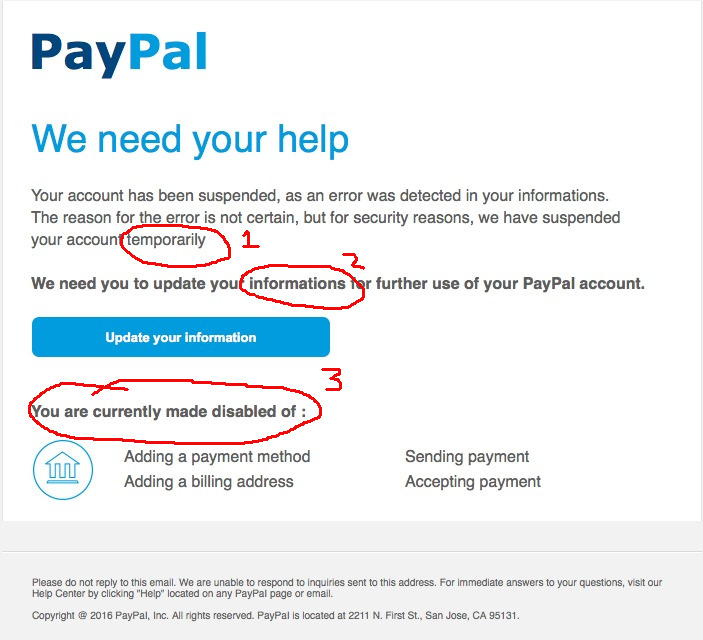 PayPal
We need your help
Your account has been suspended, as an error was detected in your informations.
The reason for the error is not certain, but for security reasons, we have suspended
your account temporarily
1
2
We need you to update your informations for further use of your PayPal account.
Update your information
3
You are currently made disabled of :
Adding a payment method
Sending payment
Adding a billing address
Accepting payment
Please do not reply to this email. We are unable to respond to inquiries sent to this address. For immediate answers to your questions, visit our
Help Center by clicking "Help" located on any PayPal page or email.
Copyright @ 2016 PayPal, Inc. All rights reserved. PayPal is located at 2211 N. First St., San Jose, CA 95131.